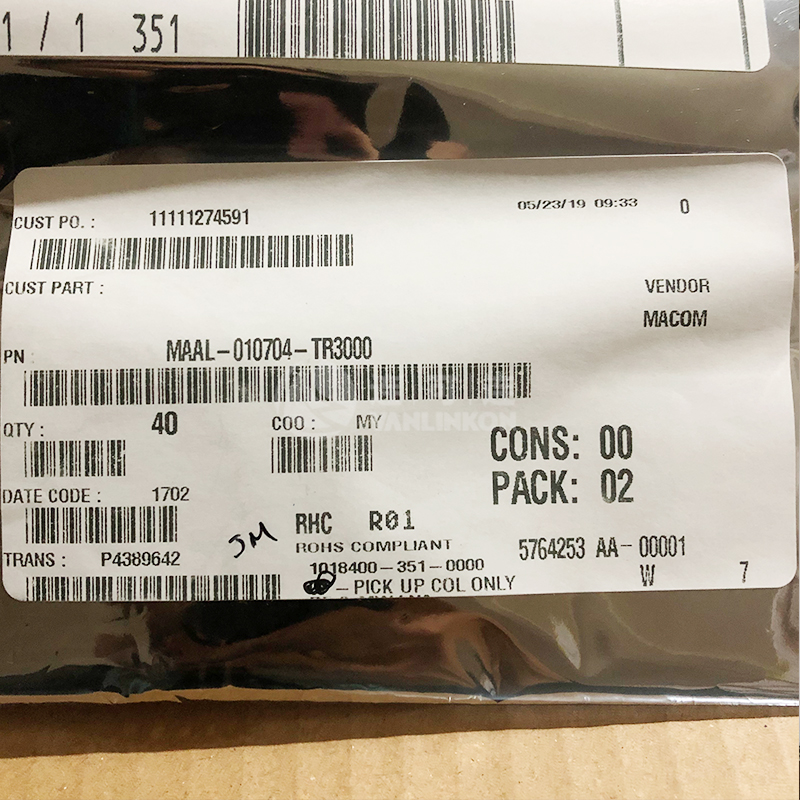 1 / 1 351
CUST PO. : 11111274591 05/23/19 09:33 0
CUST PART : VENDOR
MACOM
PN MAAL-010704-TR3000
WANLINKON
QTY : 40 COO : MY
CONS: 00
PACK: 02
DATE CODE : 1702
RHC R01
JM
ROHS COMPLIANT
TRANS : P4389642
5764253 AA-00001
1018400-351-0000
W 7
-PICK UP COL ONLY